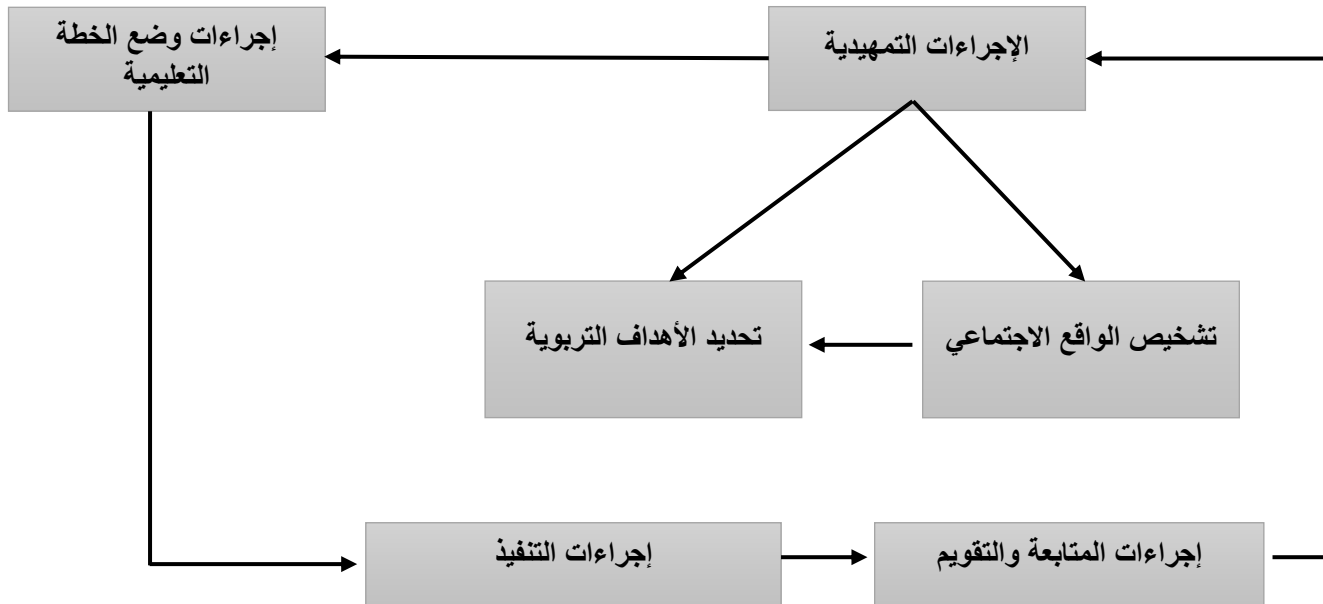 الإجراءات التمهيدية
إجراءات وضع الخطة
التعليمية
تشخيص الواقع الاجتماعي
تحديد الأهداف التربوية
إجراءات التنفيذ
إجراءات المتابعة والتقويم